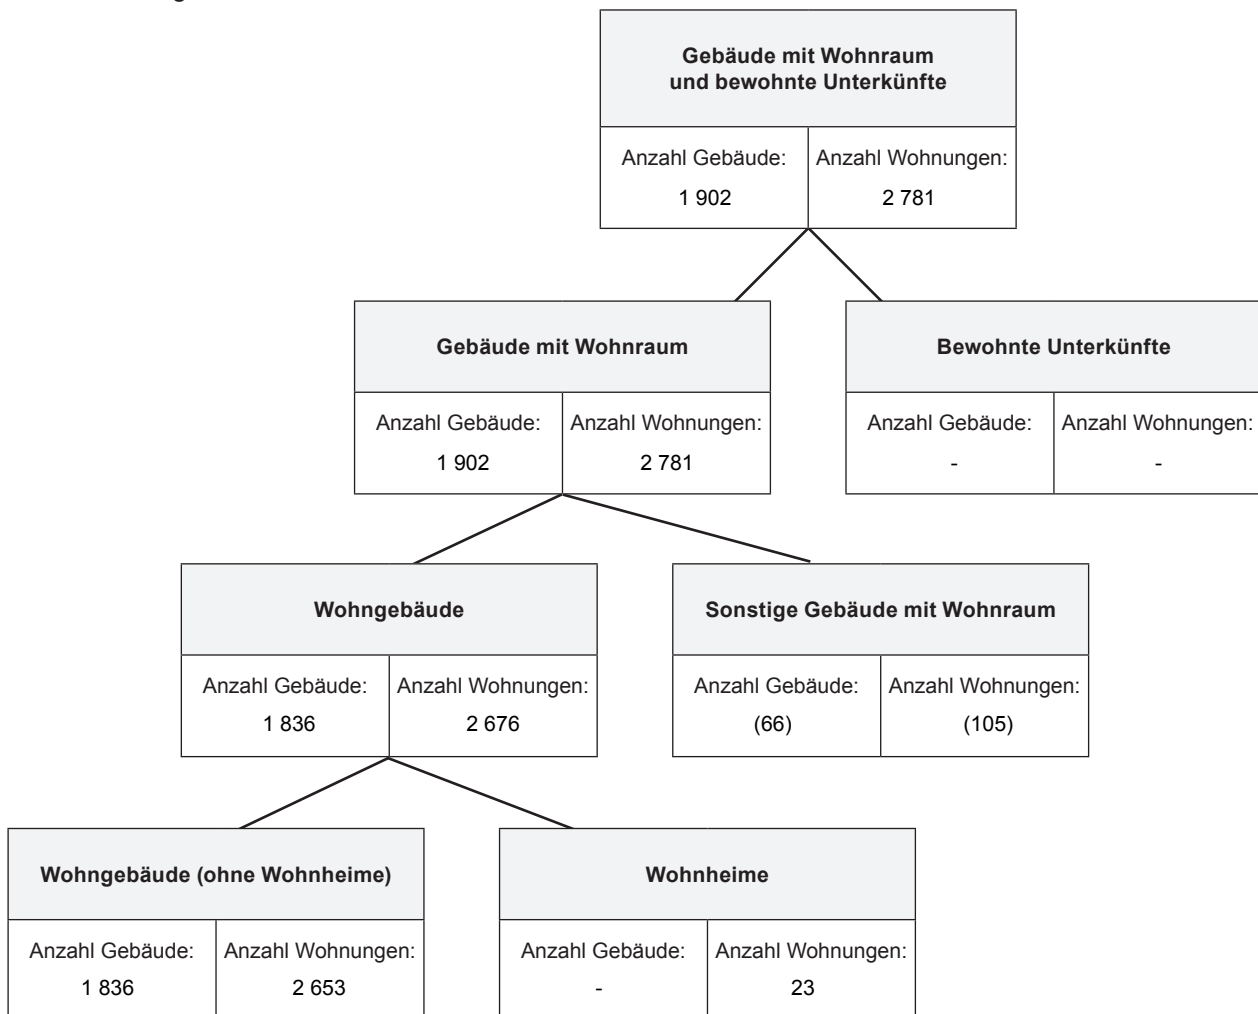 Gebäude mit Wohnraum
und bewohnte Unterkünfte
Anzahl Gebäude: Anzahl Wohnungen:
1 902 2 781
Gebäude mit Wohnraum Bewohnte Unterkünfte
Anzahl Gebäude: Anzahl Wohnungen: Anzahl Gebäude: Anzahl Wohnungen:
1 902 2 781 - -
Wohngebäude Sonstige Gebäude mit Wohnraum
Anzahl Gebäude: Anzahl Wohnungen: Anzahl Gebäude: Anzahl Wohnungen:
1 836 2 676 (66) (105)
Wohngebäude (ohne Wohnheime) Wohnheime
Anzahl Gebäude: Anzahl Wohnungen: Anzahl Gebäude: Anzahl Wohnungen:
1 836 2 653 - 23